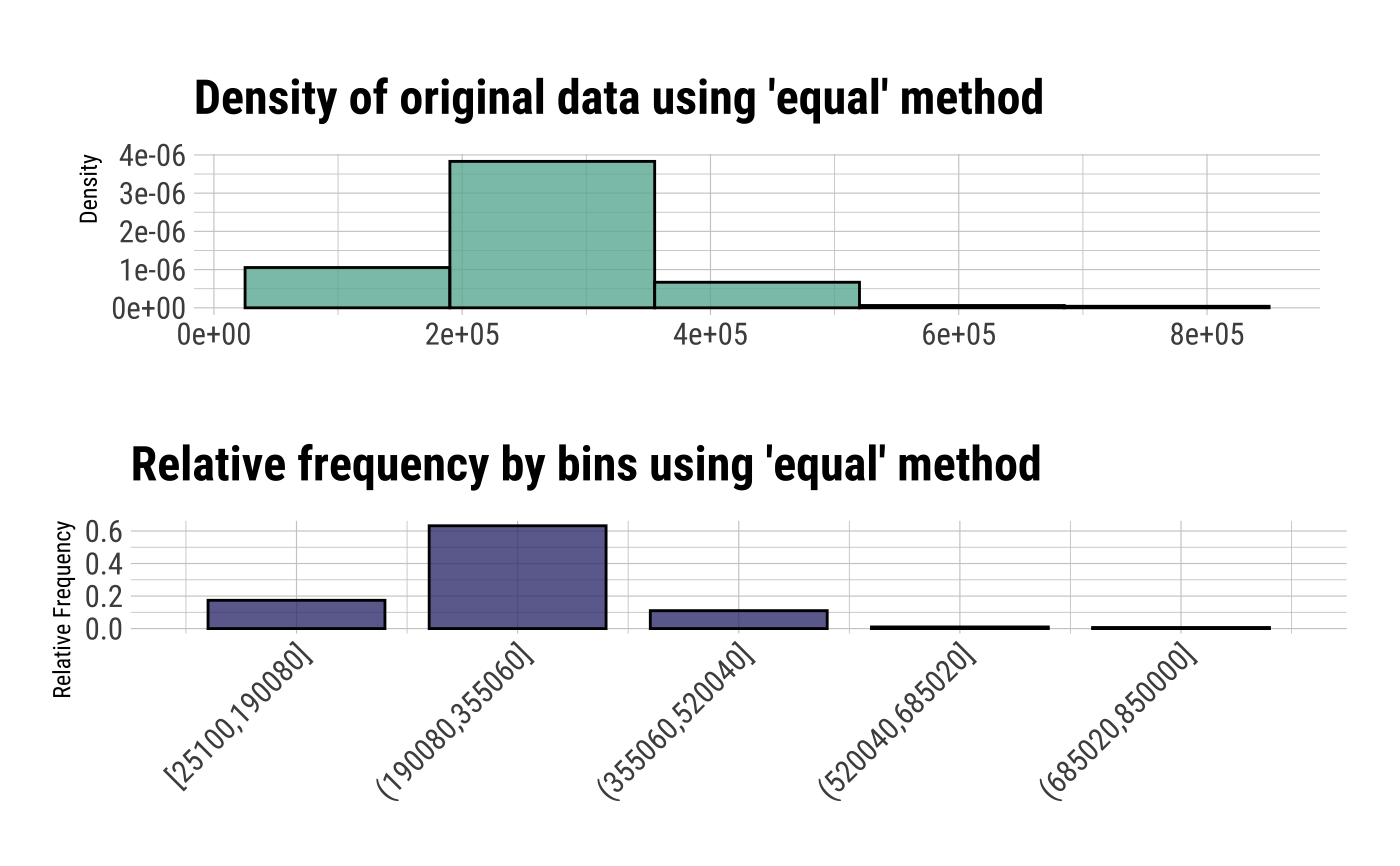 Density of original data using 'equal' method
Density
4e-06
3e-06
2e-06
1e-06
0e+00
0e+00 2e+05 4e+05 6e+05 8e+05
Relative frequency by bins using 'equal' method
Relative Frequency
0.6
0.4
0.2
0.0
[25100,190080]
(190080,355060]
(355060,520040]
(520040,685020]
(685020,850000]